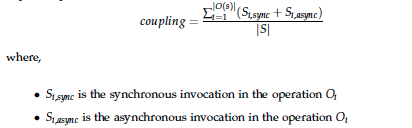 coupling = \frac{\sum_{i=1}^{|O(s)|}(S_{i,sync} + S_{i,async})}{|S|}
where,
• S_{i,sync} is the synchronous invocation in the operation O_i
• S_{i,async} is the asynchronous invocation in the operation O_i